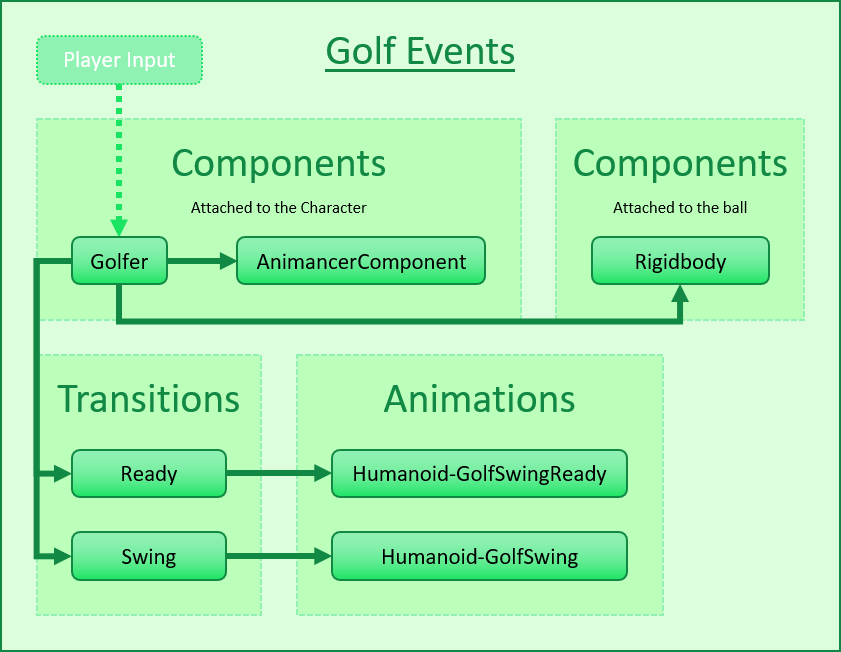 Player Input
Golf Events
Components
Attached to the Character
Golfer
AnimancerComponent
Components
Attached to the ball
Rigidbody
Transitions
Ready
Swing
Animations
Humanoid-GolfSwingReady
Humanoid-GolfSwing